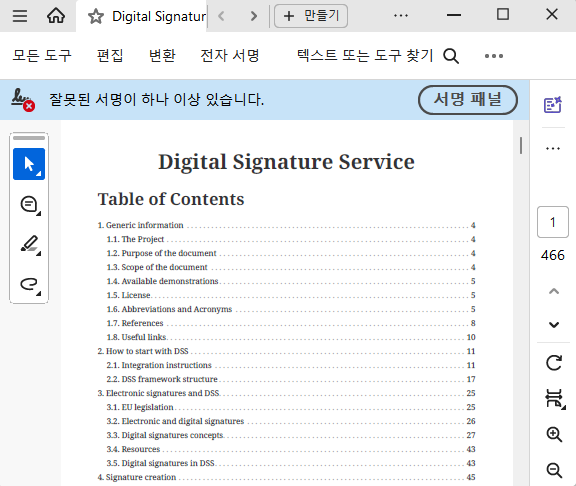 Digital Signatur
+ 만들기
모든 도구 편집 변환 전자 서명 텍스트 또는 도구 찾기
잘못된 서명이 하나 이상 있습니다. 서명 패널
Digital Signature Service
Table of Contents
1. Generic information 4
1.1. The Project 4
1.2. Purpose of the document 4
1.3. Scope of the document 4
1.4. Available demonstrations 5
1.5. License 5
1.6. Abbreviations and Acronyms 5
1.7. References 8
1.8. Useful links 10
2. How to start with DSS 11
2.1. Integration instructions 11
2.2. DSS framework structure 17
3. Electronic signatures and DSS 25
3.1. EU legislation 25
3.2. Electronic and digital signatures 26
3.3. Digital signatures concepts 27
3.4. Resources 43
3.5. Digital signatures in DSS 43
4. Signature creation 45
1
466